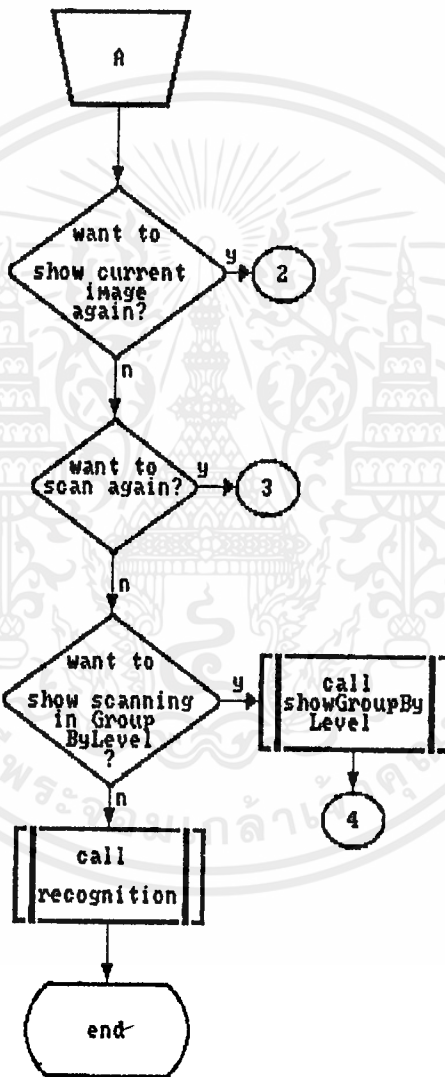 A
want to
show current
image
again?
y
2
n
want to
scan again?
y
3
n
want to
show scanning
in Group
ByLevel
?
y
call
showGroupBy
Level
4
n
call
recognition
end